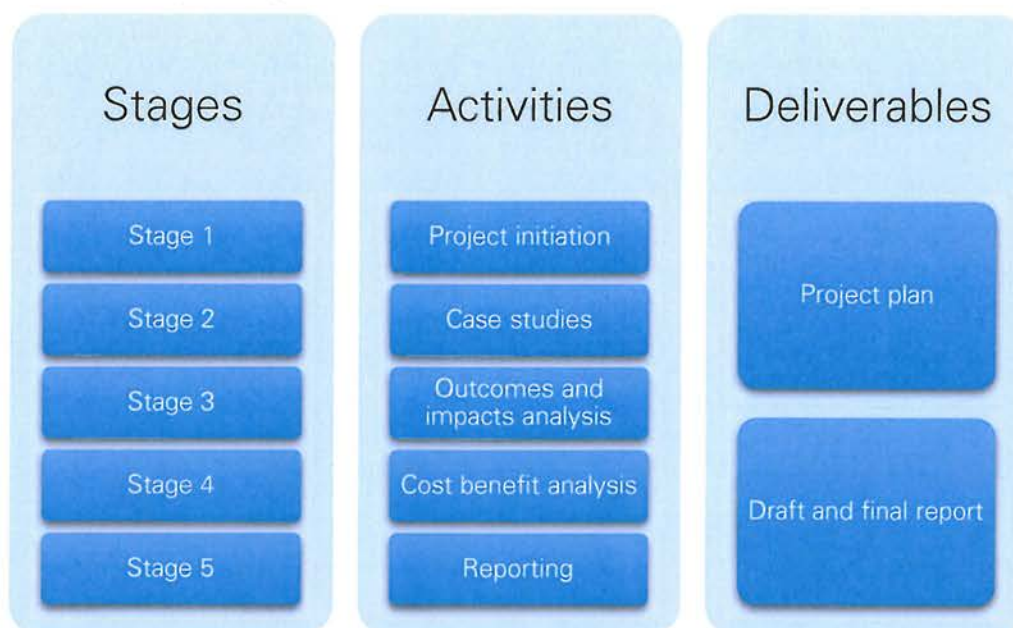 Stages
Stage 1
Stage 2
Stage 3
Stage 4
Stage 5
Activities
Project initiation
Case studies
Outcomes and
impacts analysis
Cost benefit analysis
Reporting
Deliverables
Project plan
Draft and final report